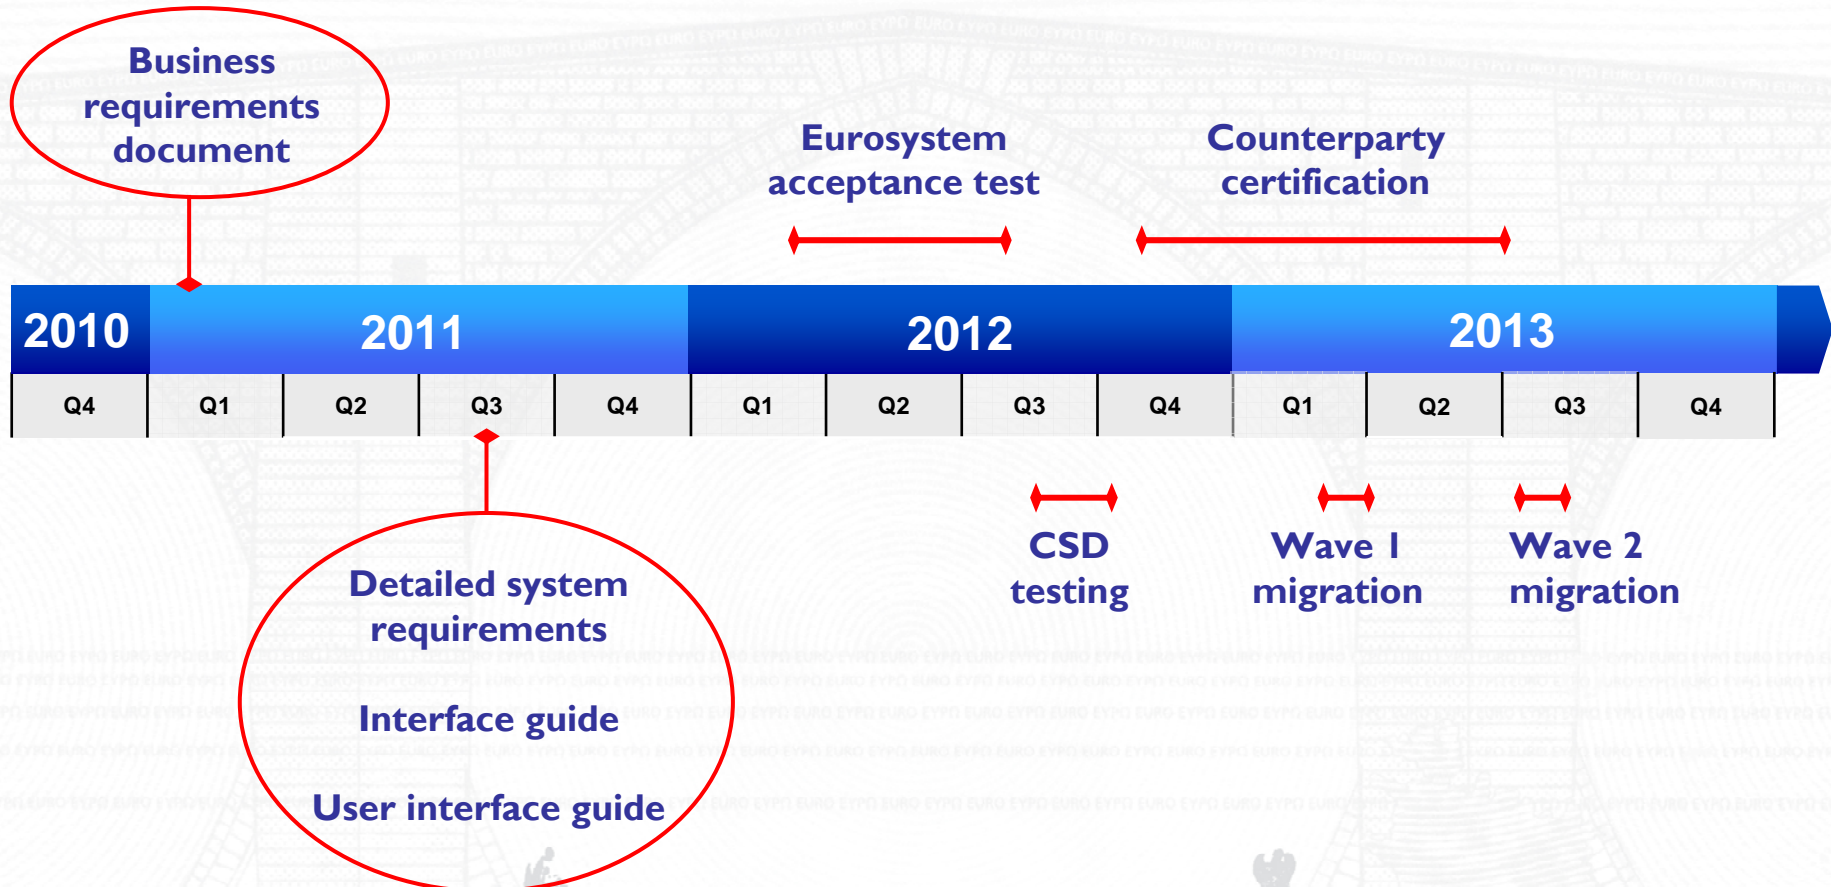 Business
requirements
document
Eurosystem
acceptance test
Counterparty
certification
2010
2011
2012
2013
Q4
Q1
Q2
Q3
Q4
Q1
Q2
Q3
Q4
Q1
Q2
Q3
Q4
CSD
testing
Wave 1
migration
Wave 2
migration
Detailed system
requirements
Interface guide
User interface guide